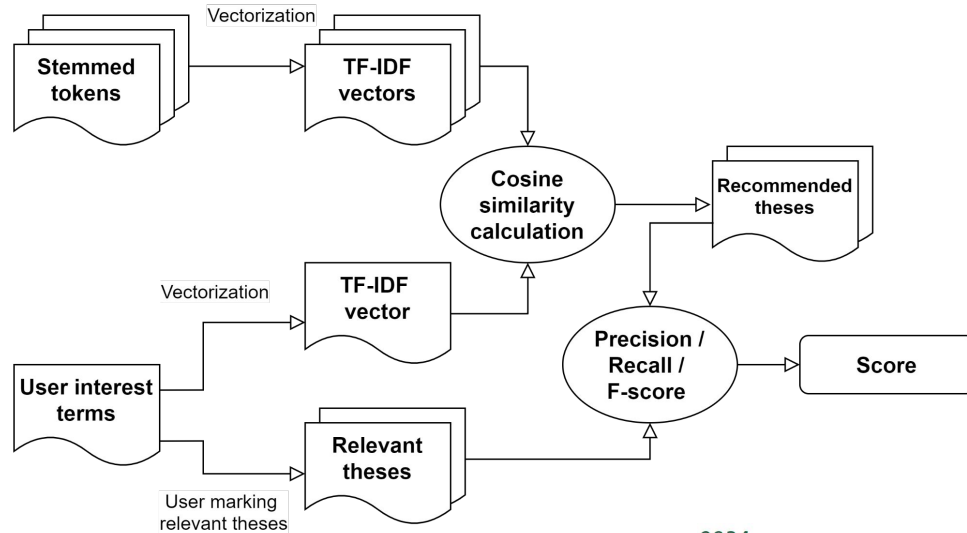 Vectorization
Stemmed
tokens
TF-IDF
vectors
Cosine
similarity
calculation
Recommended
theses
Vectorization
TF-IDF
vector
Precision /
Recall /
F-score
Score
User interest
terms
Relevant
theses
User marking
relevant theses